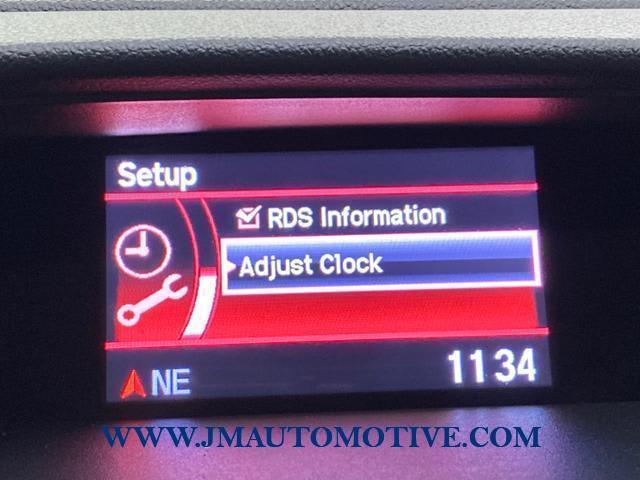 Setup
RDS Information
Adjust Clock
NE
11 34
WWW.JMAUTOMOTIVE.COM